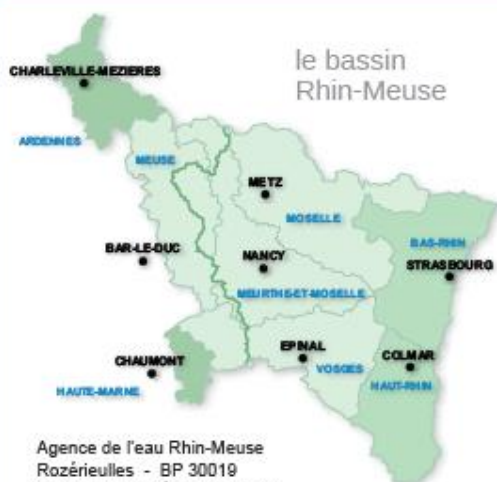 le bassin
Rhin-Meuse
CHARLEVILLE-MEZIERES
ARDENNES
MEUSE
METZ
MOSELLE
BAS-RHIN
BAR-LE-DUC
NANCY
STRASBOURG
MEURTHE-ET-MOSELLE
EPINAL
CHAUMONT
COLMAR
VOSGES
HAUTE-MARNE
HAUT-RHIN
Agence de l'eau Rhin-Meuse
Rozérieulles - BP 30019